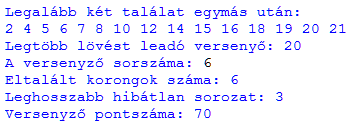 Legalább két találat egymás után:
2 4 5 6 7 8 10 12 14 15 16 18 19 20 21
Legtöbb lövést leadó versenyő: 20
A versenyző sorszáma: 6
Eltalált korongok száma: 6
Leghosszabb hibátlan sorozat: 3
Versenyző pontszáma: 70